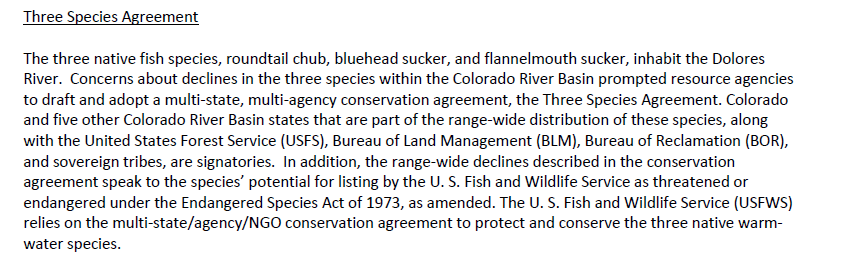 Three Species Agreement
The three native fish species, roundtail chub, bluehead sucker, and flannelmouth sucker, inhabit the Dolores
River.  Concerns about declines in the three species within the Colorado River Basin prompted resource agencies
to draft and adopt a multi-state, multi-agency conservation agreement, the Three Species Agreement. Colorado
and five other Colorado River Basin states that are part of the range-wide distribution of these species, along
with the United States Forest Service (USFS), Bureau of Land Management (BLM), Bureau of Reclamation (BOR),
and sovereign tribes, are signatories.  In addition, the range-wide declines described in the conservation
agreement speak to the species’ potential for listing by the U. S. Fish and Wildlife Service as threatened or
endangered under the Endangered Species Act of 1973, as amended. The U. S. Fish and Wildlife Service (USFWS)
relies on the multi-state/agency/NGO conservation agreement to protect and conserve the three native warm-
water species.